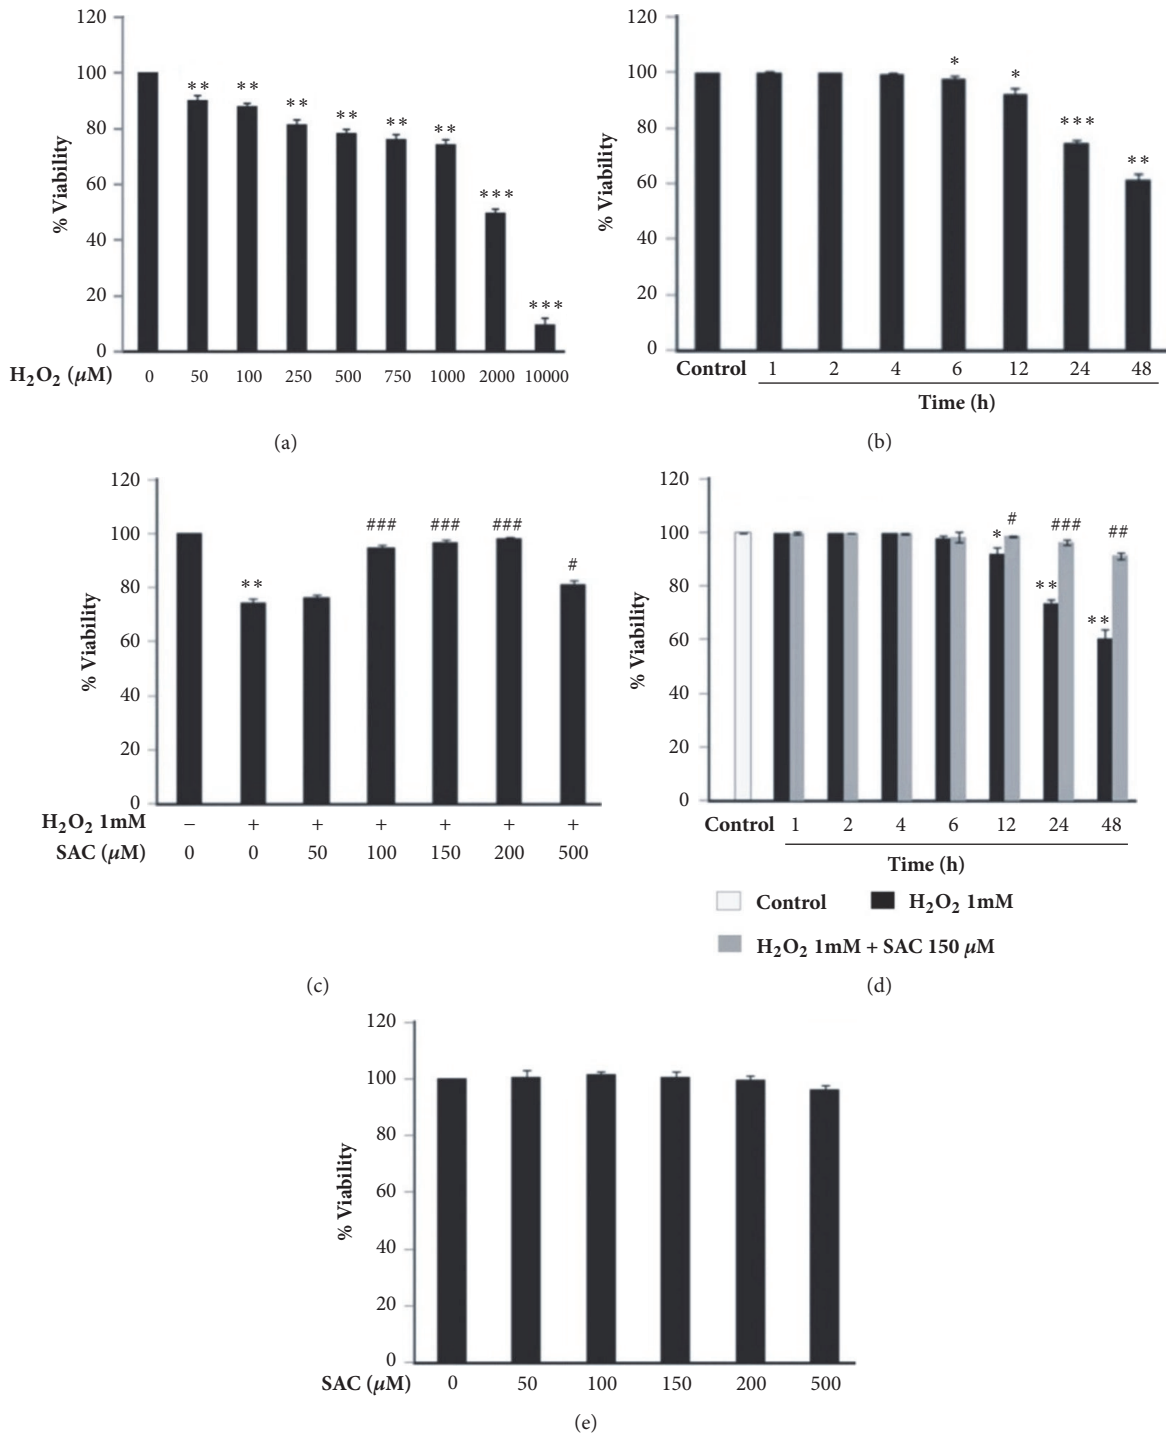 120
100
80
60
40
20
0
% Viability
** ** ** ** ** ** *** ***
H2O2 (μM) 0 50 100 250 500 750 1000 2000 10000
(a)
120
100
80
60
40
20
0
% Viability
* * *** **
Control 1 2 4 6 12 24 48
Time (h)
(b)
120
100
80
60
40
20
0
% Viability
** ### ### ### #
H2O2 1mM − + + + + + +
SAC (μM) 0 0 50 100 150 200 500
(c)
120
100
80
60
40
20
0
% Viability
* # ** ### ** ##
Control 1 2 4 6 12 24 48
Time (h)
Control H2O2 1mM
H2O2 1mM + SAC 150 μM
(d)
120
100
80
60
40
20
0
% Viability
SAC (μM) 0 50 100 150 200 500
(e)